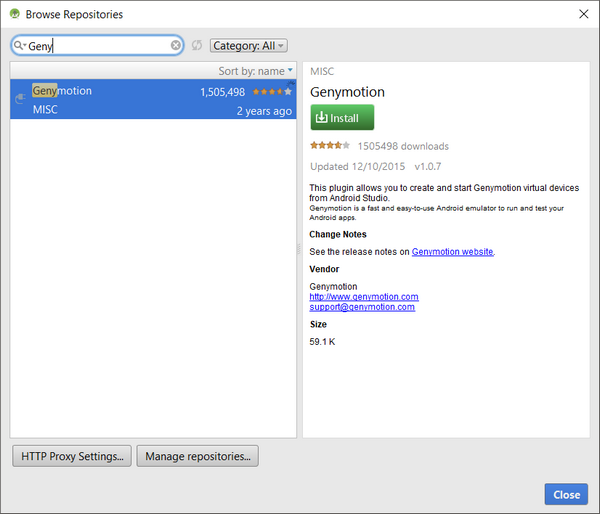 Browse Repositories
Geny
Category: All
Sort by: name
Genymotion 1,505,498
MISC 2 years ago
MISC
Genymotion
Install
1505498 downloads
Updated 12/10/2015 v1.0.7
This plugin allows you to create and start Genymotion virtual devices
from Android Studio.
Genymotion is a fast and easy-to-use Android emulator to run and test your
Android apps.
Change Notes
See the release notes on Genymotion website.
Vendor
Genymotion
http://www.genymotion.com
support@genymotion.com
Size
59.1 K
HTTP Proxy Settings... Manage repositories...
Close